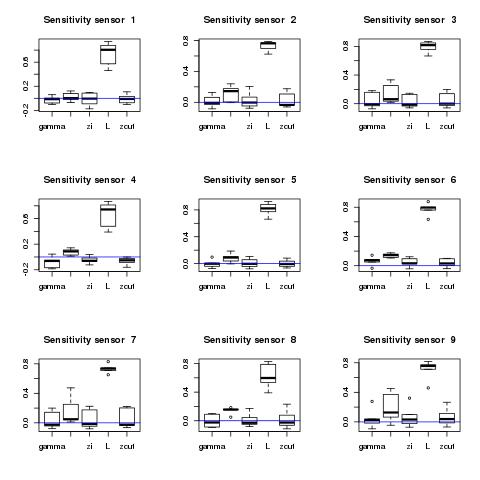 Sensitivity sensor 1
Sensitivity sensor 2
Sensitivity sensor 3
-0.2 0.2 0.6
0.0 0.4 0.8
0.0 0.4 0.8
gamma zi L zcut
gamma zi L zcut
gamma zi L zcut
Sensitivity sensor 4
Sensitivity sensor 5
Sensitivity sensor 6
-0.2 0.2 0.6
0.0 0.4 0.8
0.0 0.4 0.8
gamma zi L zcut
gamma zi L zcut
gamma zi L zcut
Sensitivity sensor 7
Sensitivity sensor 8
Sensitivity sensor 9
0.0 0.4 0.8
0.0 0.4 0.8
0.0 0.4 0.8
gamma zi L zcut
gamma zi L zcut
gamma zi L zcut